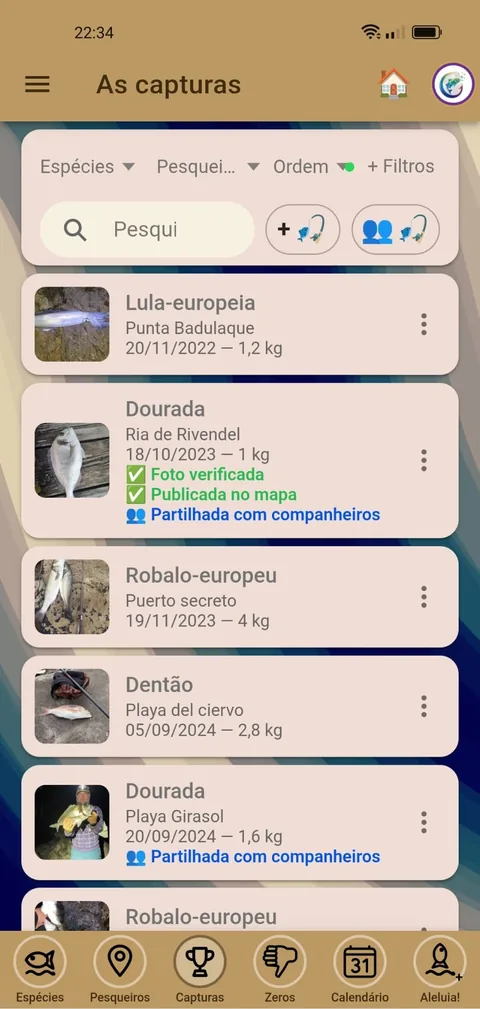 22:34
As capturas
Espécies Pesquei... Ordem + Filtros
Pesqui +
Lula-europeia
Punta Badulaque
20/11/2022 — 1,2 kg
Dourada
Ria de Rivendel
18/10/2023 — 1 kg
✅ Foto verificada
✅ Publicada no mapa
👥 Partilhada com companheiros
Robalo-europeu
Puerto secreto
19/11/2023 — 4 kg
Dentão
Playa del ciervo
05/09/2024 — 2,8 kg
Dourada
Playa Girasol
20/09/2024 — 1,6 kg
👥 Partilhada com companheiros
Robalo-europeu
31
Espécies Pesqueiros Capturas Zeros Calendário Aleluia!